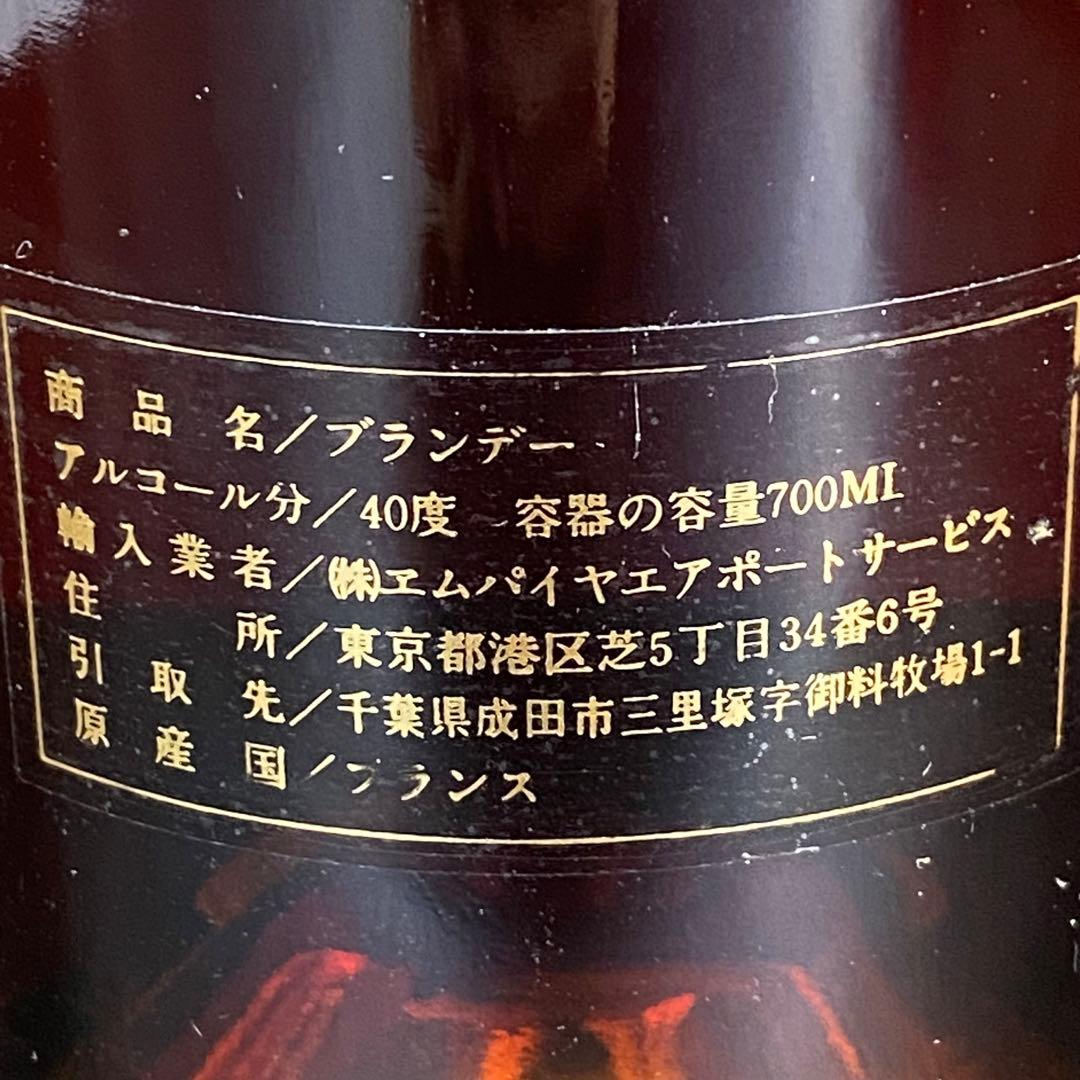 商品名／ブランデー
アルコール分／40度　容器の容量700Ml
輸入業者／㈱エムパイヤエアポートサービス
住所／東京都港区芝5丁目34番6号
引取先／千葉県成田市三里塚字御料牧場1-1
原産国／フランス